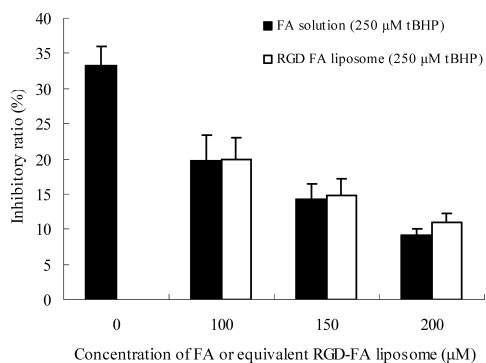 40
35
30
25
20
15
10
5
0
Inhibitory ratio (%)
FA solution (250 μM tBHP)
RGD FA liposome (250 μM tBHP)
0 100 150 200
Concentration of FA or equivalent RGD-FA liposome (μM)